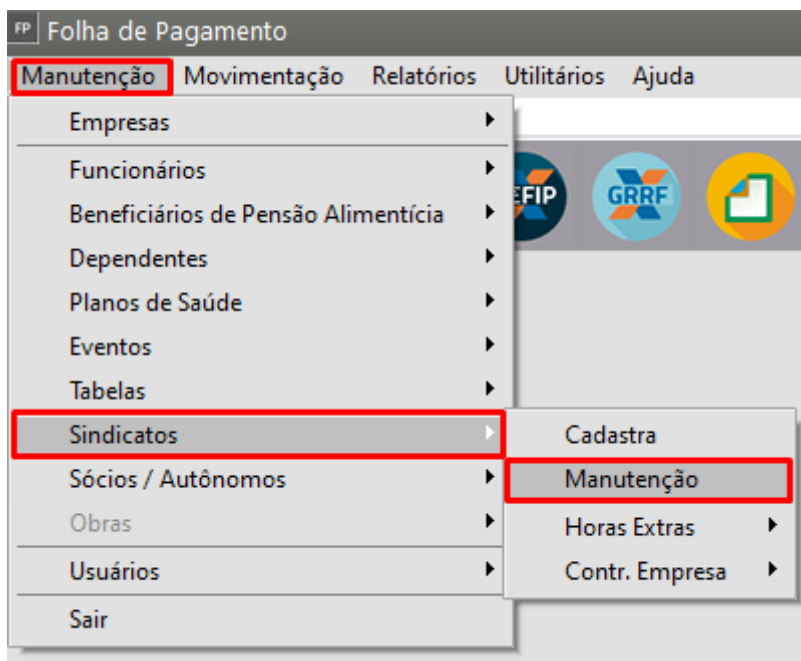 FP Folha de Pagamento
Manutenção Movimentação Relatórios Utilitários Ajuda
Empresas
Funcionários
Beneficiários de Pensão Alimentícia
Dependentes
Planos de Saúde
Eventos
Tabelas
Sindicatos
Sócios / Autônomos
Obras
Usuários
Sair
EFIP
GRRF
Cadastra
Manutenção
Horas Extras
Contr. Empresa